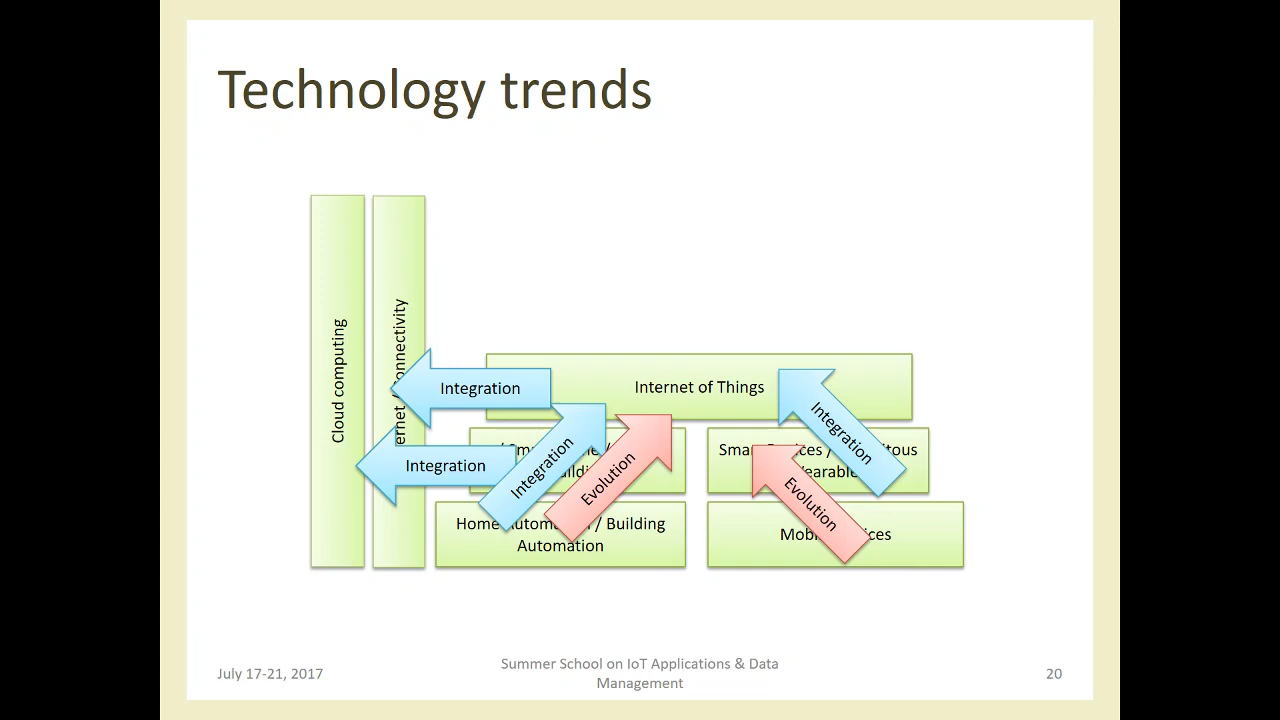 Technology trends
Cloud computing
Connectivity
Internet of Things
Integration
Integration
Integration
Evolution
Integration
Evolution
Home / Building
Automation
July 17-21, 2017
Summer School on IoT Applications & Data
Management
20